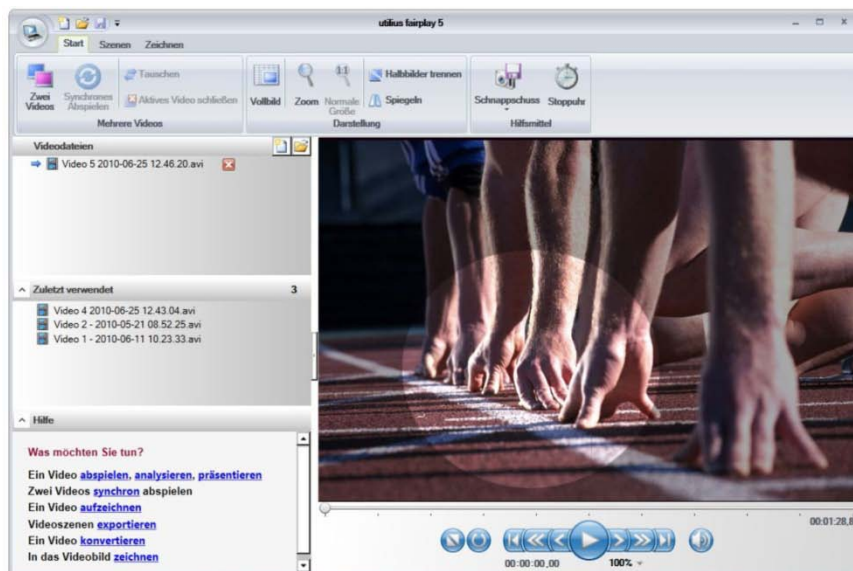 utilius fairplay 5
Start Szenen Zeichnen
Zwei Videos
Synchrones Abspielen
Tauschen
Aktives Video schließen
Mehrere Videos
Vollbild
Zoom
1:1
Normale Größe
Halbbilder trennen
Spiegeln
Darstellung
Schnappschuss
Stoppuhr
Hilfsmittel
Videodateien
Video 5 2010-06-25 12.46.20.avi
Zuletzt verwendet 3
Video 4 2010-06-25 12.43.04.avi
Video 2 - 2010-05-21 08.52.25.avi
Video 1 - 2010-06-11 10.23.33.avi
Hilfe
Was möchten Sie tun?
Ein Video abspielen, analysieren, präsentieren
Zwei Videos synchron abspielen
Ein Video aufzeichnen
Videoszenen exportieren
Ein Video konvertieren
In das Videobild zeichnen
00:01:28,8
00:00:00,00 100%